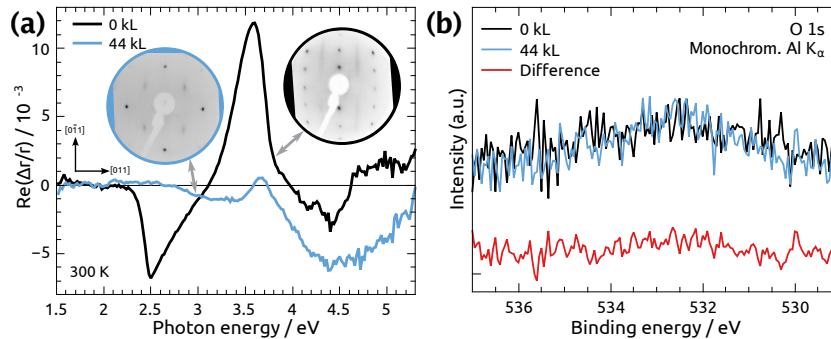 (a)
0 kL
44 kL
Re(Δr/r) / 10⁻³
10
5
0
−5
[01̅1]
[011]
300 K
1.5 2 2.5 3 3.5 4 4.5 5
Photon energy / eV
(b)
0 kL
44 kL
Difference
O 1s
Monochrom. Al Kα
Intensity (a.u.)
536 534 532 530
Binding energy / eV